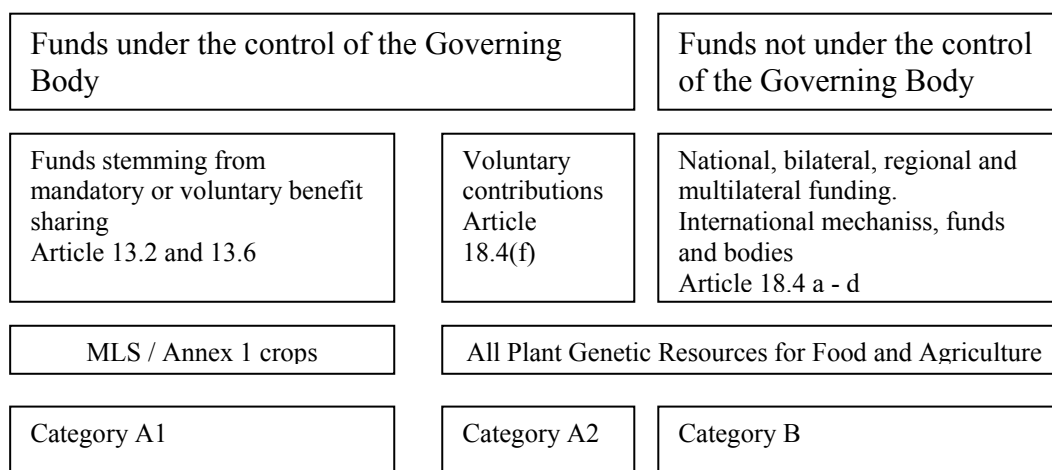 Funds under the control of the Governing
Body
Funds not under the control
of the Governing Body
Funds stemming from
mandatory or voluntary benefit
sharing
Article 13.2 and 13.6
Voluntary
contributions
Article
18.4(f)
National, bilateral, regional and
multilateral funding.
International mechaniss, funds
and bodies
Article 18.4 a - d
MLS / Annex 1 crops
All Plant Genetic Resources for Food and Agriculture
Category A1
Category A2
Category B